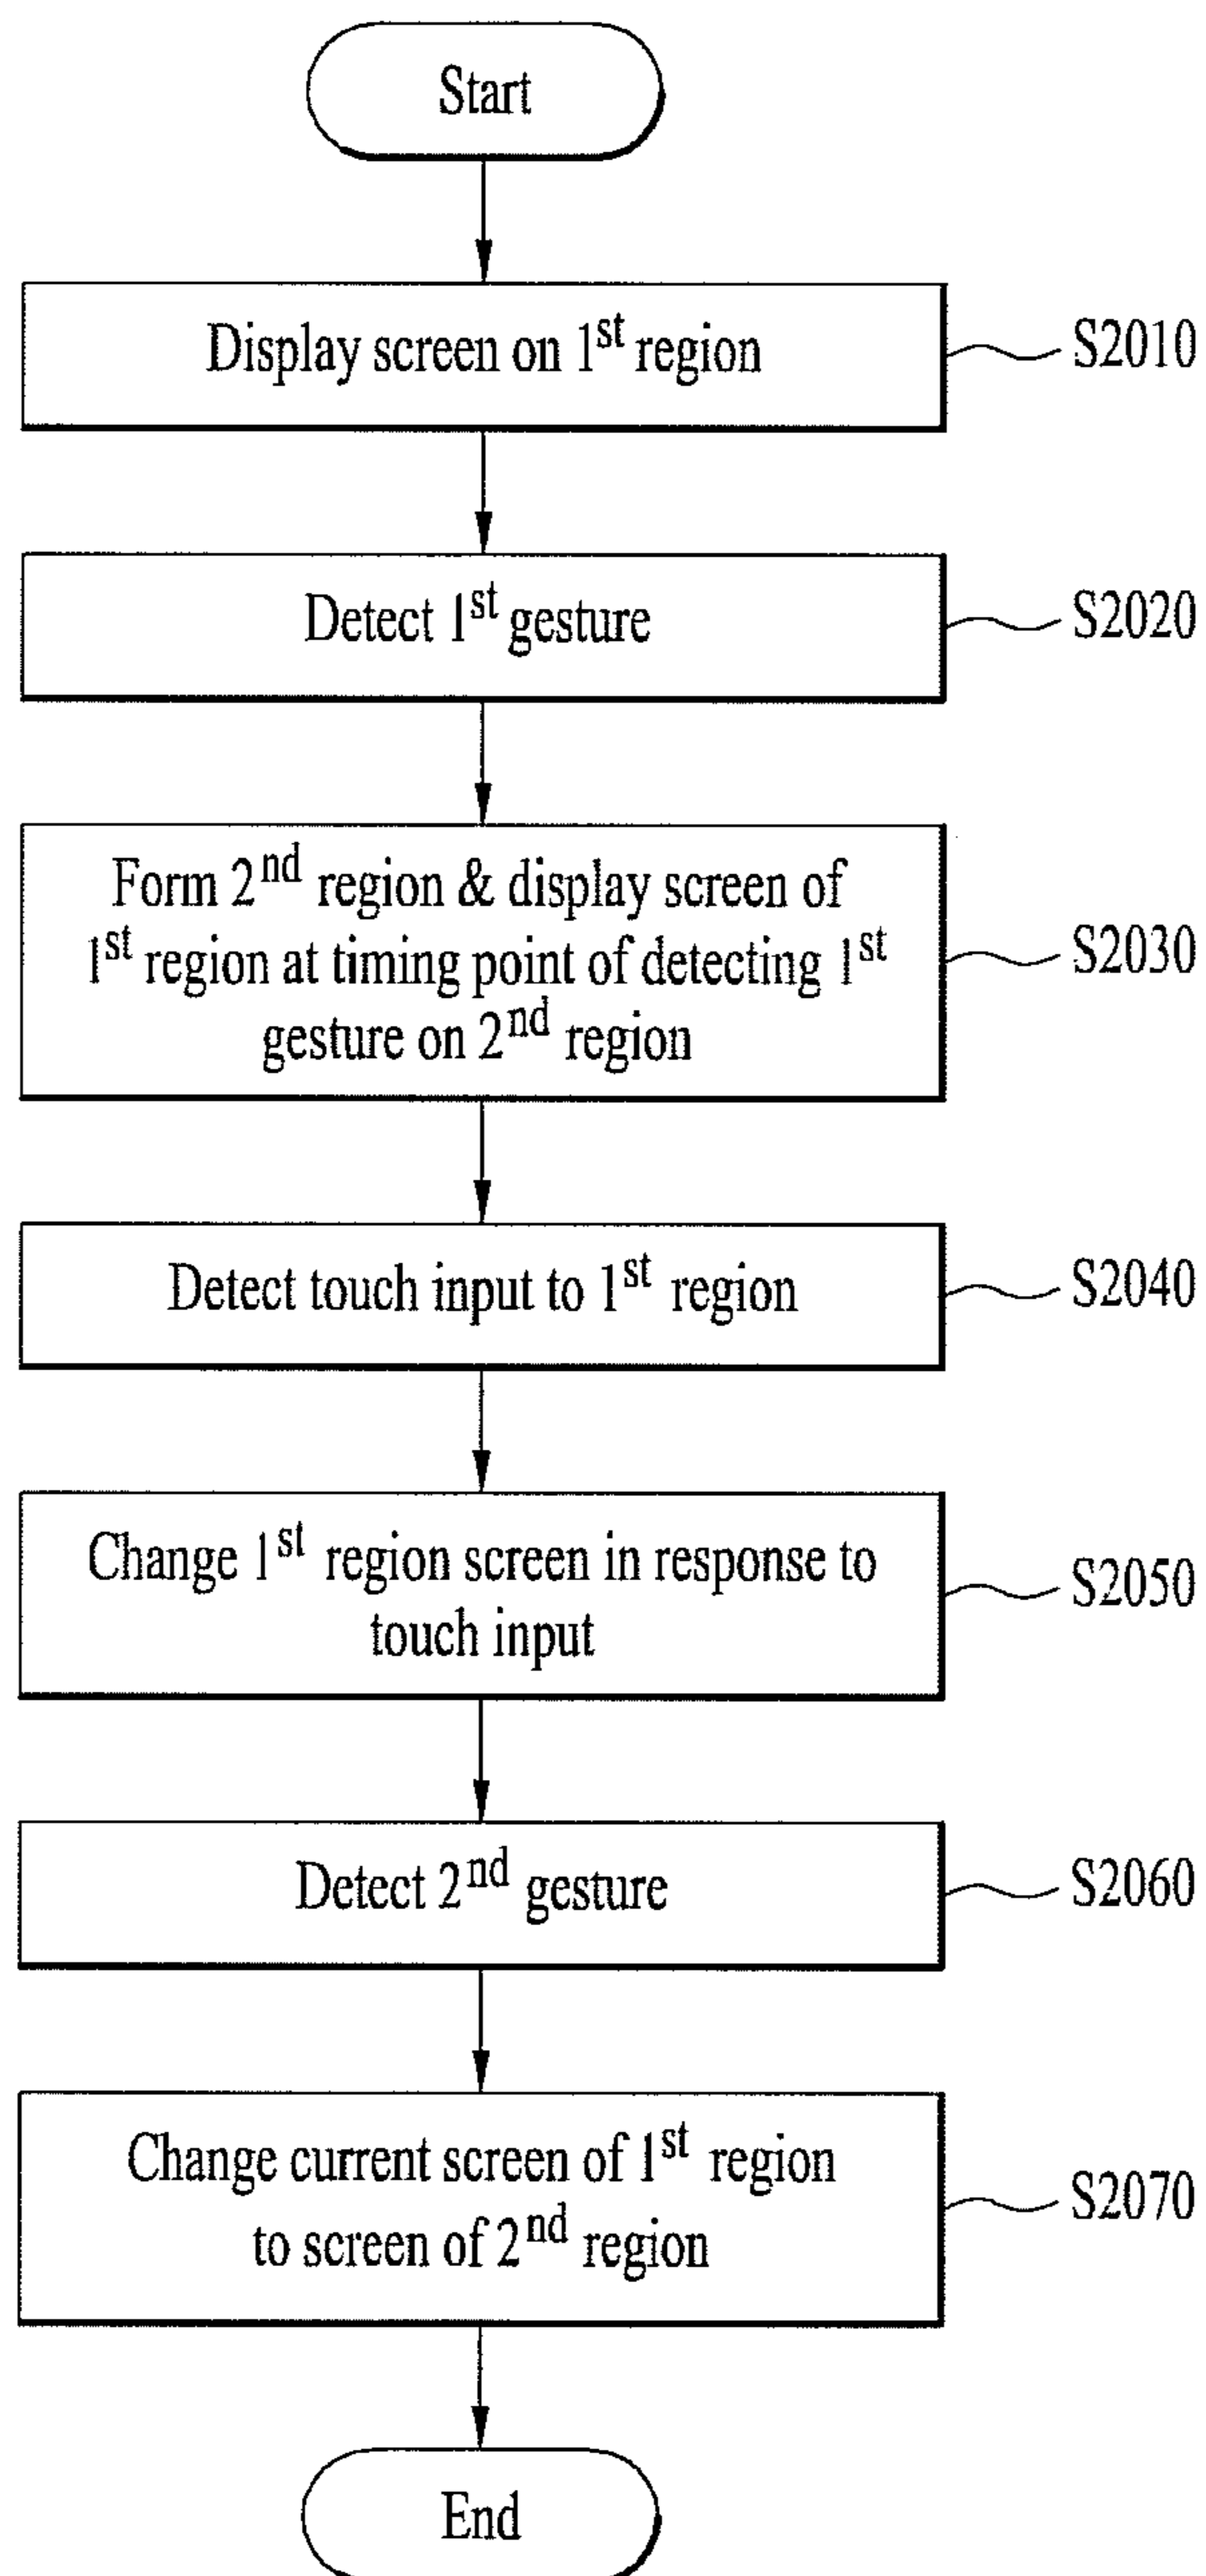 Start
Display screen on 1st region
S2010
Detect 1st gesture
S2020
Form 2nd region & display screen of
1st region at timing point of detecting 1st
gesture on 2nd region
S2030
Detect touch input to 1st region
S2040
Change 1st region screen in response to
touch input
S2050
Detect 2nd gesture
S2060
Change current screen of 1st region
to screen of 2nd region
S2070
End